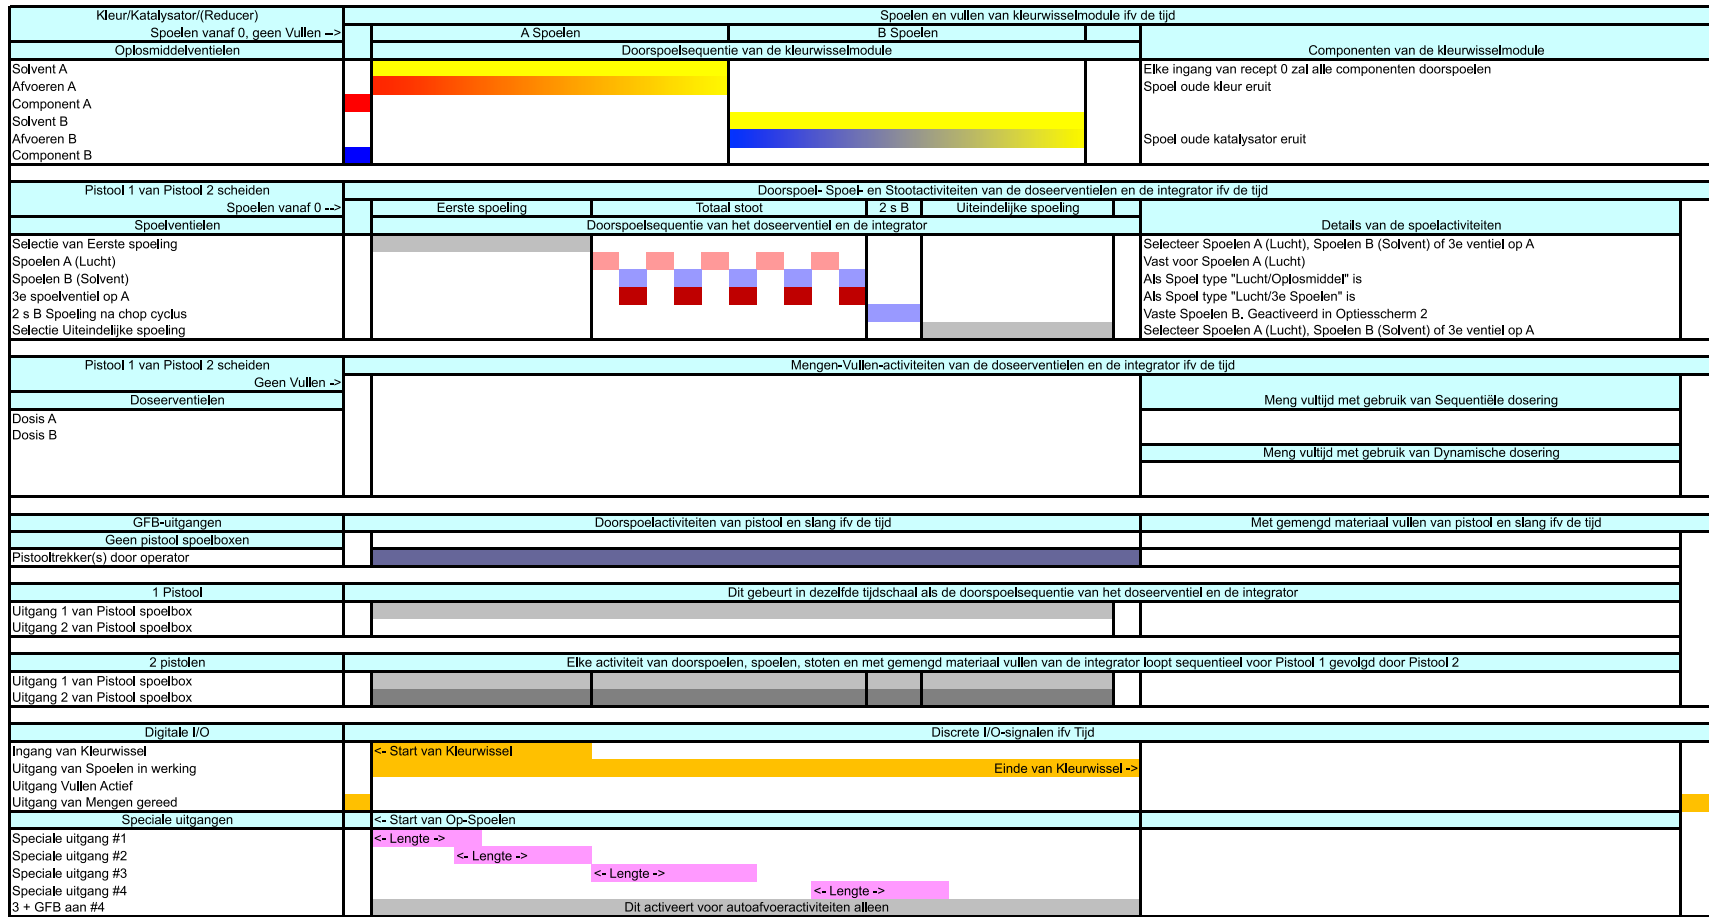 Kleur/Katalysator/(Reducer)
Spoelen en vullen van kleurwisselmodule ifv de tijd
Spoelen vanaf 0, geen Vullen -->
A Spoelen
B Spoelen
Oplosmiddelventielen
Doorspoelsequentie van de kleurwisselmodule
Componenten van de kleurwisselmodule
Solvent A
Elke ingang van recept 0 zal alle componenten doorspoelen
Afvoeren A
Spoel oude kleur eruit
Component A
Solvent B
Afvoeren B
Spoel oude katalysator eruit
Component B
Pistool 1 van Pistool 2 scheiden
Doorspoel- Spoel- en Stootactiviteiten van de doseerventielen en de integrator ifv de tijd
Spoelen vanaf 0 -->
Eerste spoeling
Totaal stoot
2 s B
Uiteindelijke spoeling
Spoelventielen
Doorspoelsequentie van het doseerventiel en de integrator
Details van de spoelactiviteiten
Selectie van Eerste spoeling
Selecteer Spoelen A (Lucht), Spoelen B (Solvent) of 3e ventiel op A
Spoelen A (Lucht)
Vast voor Spoelen A (Lucht)
Spoelen B (Solvent)
Als Spoel type "Lucht/Oplosmiddel" is
3e spoelventiel op A
Als Spoel type "Lucht/3e Spoelen" is
2 s B Spoeling na chop cyclus
Vaste Spoelen B. Geactiveerd in Optiesscherm 2
Selectie Uiteindelijke spoeling
Selecteer Spoelen A (Lucht), Spoelen B (Solvent) of 3e ventiel op A
Pistool 1 van Pistool 2 scheiden
Mengen-Vullen-activiteiten van de doseerventielen en de integrator ifv de tijd
Geen Vullen ->
Doseerventielen
Meng vultijd met gebruik van Sequentiële dosering
Dosis A
Dosis B
Meng vultijd met gebruik van Dynamische dosering
GFB-uitgangen
Doorspoelactiviteiten van pistool en slang ifv de tijd
Met gemengd materiaal vullen van pistool en slang ifv de tijd
Geen pistool spoelboxen
Pistooltrekker(s) door operator
1 Pistool
Dit gebeurt in dezelfde tijdschaal als de doorspoelsequentie van het doseerventiel en de integrator
Uitgang 1 van Pistool spoelbox
Uitgang 2 van Pistool spoelbox
2 pistolen
Elke activiteit van doorspoelen, spoelen, stoten en met gemengd materiaal vullen van de integrator loopt sequentieel voor Pistool 1 gevolgd door Pistool 2
Uitgang 1 van Pistool spoelbox
Uitgang 2 van Pistool spoelbox
Digitale I/O
Discrete I/O-signalen ifv Tijd
Ingang van Kleurwissel
<- Start van Kleurwissel
Uitgang van Spoelen in werking
Einde van Kleurwissel ->
Uitgang Vullen Actief
Uitgang van Mengen gereed
Speciale uitgangen
<- Start van Op-Spoelen
Speciale uitgang #1
<- Lengte ->
Speciale uitgang #2
<- Lengte ->
Speciale uitgang #3
<- Lengte ->
Speciale uitgang #4
<- Lengte ->
3 + GFB aan #4
Dit activeert voor autoafvoeractiviteiten alleen